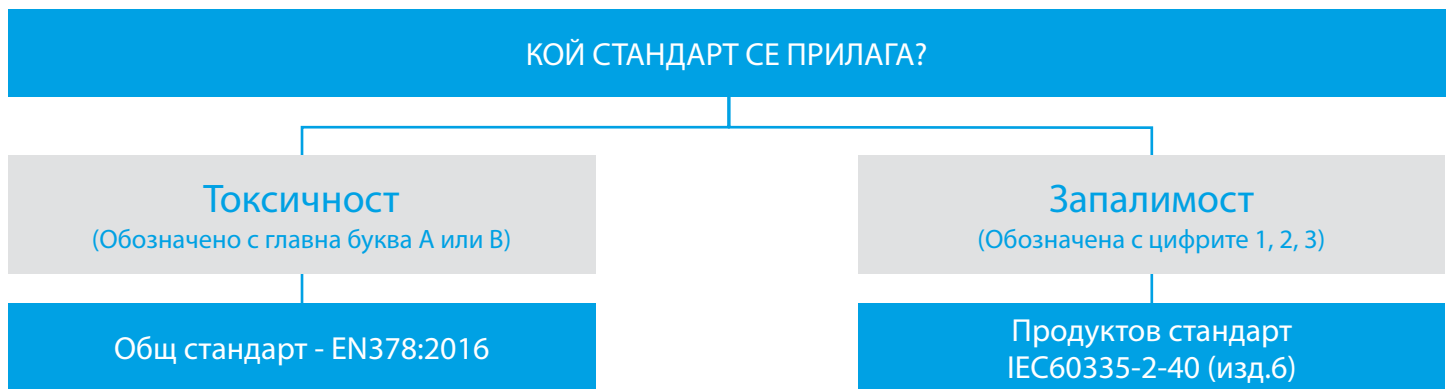 КОЙ СТАНДАРТ СЕ ПРИЛАГА?
Токсичност
(Обозначено с главна буква А или В)
Общ стандарт - EN378:2016
Запалимост
(Обозначена с цифрите 1, 2, 3)
Продуктов стандарт
IEC60335-2-40 (изд.6)